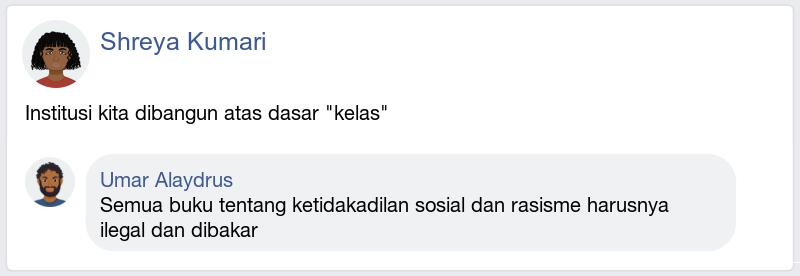 Shreya Kumari
Institusi kita dibangun atas dasar "kelas"
Umar Alaydrus
Semua buku tentang ketidakadilan sosial dan rasisme harusnya
ilegal dan dibakar